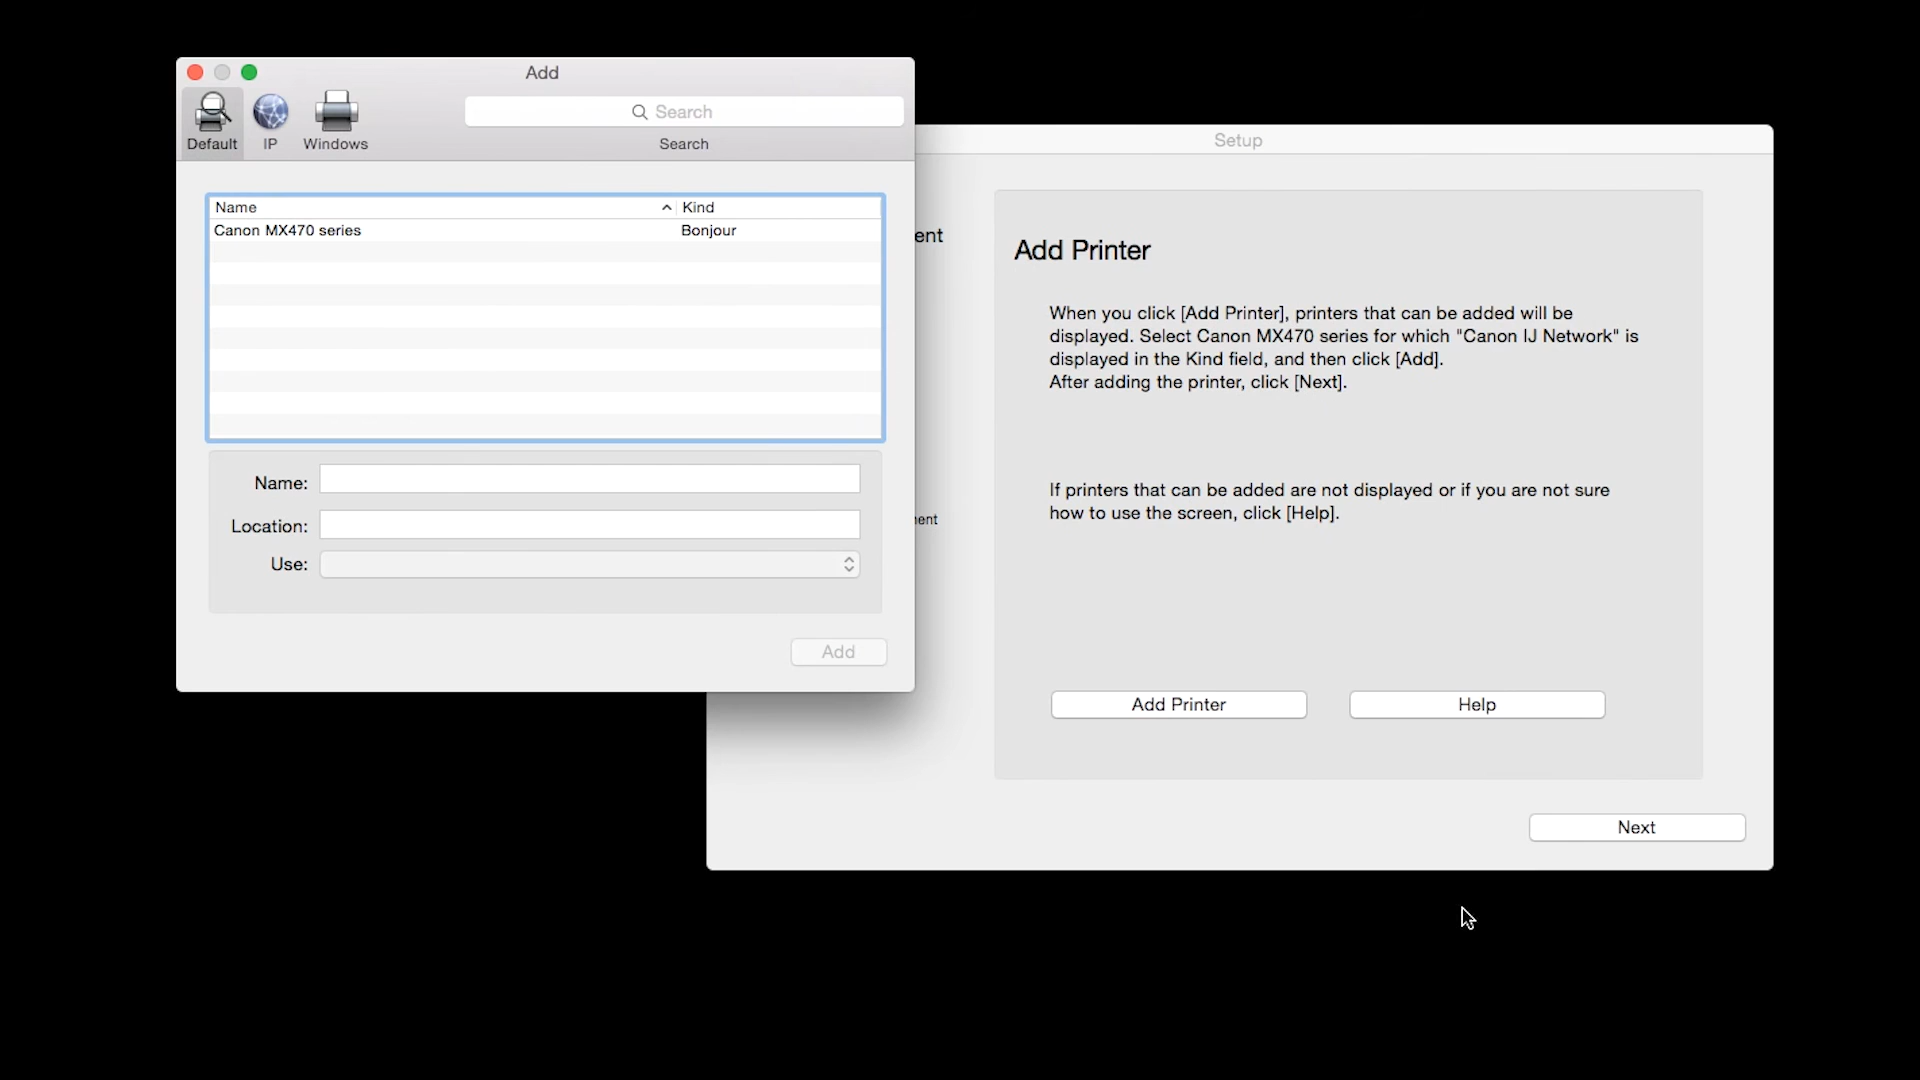 Add
Search
Default
IP
Windows
Search
Name
Kind
Canon MX470 series
Bonjour
Name:
Location:
Use:
Add
Setup
ent
ent
Add Printer
When you click [Add Printer], printers that can be added will be
displayed. Select Canon MX470 series for which "Canon IJ Network" is
displayed in the Kind field, and then click [Add].
After adding the printer, click [Next].
If printers that can be added are not displayed or if you are not sure
how to use the screen, click [Help].
Add Printer
Help
Next